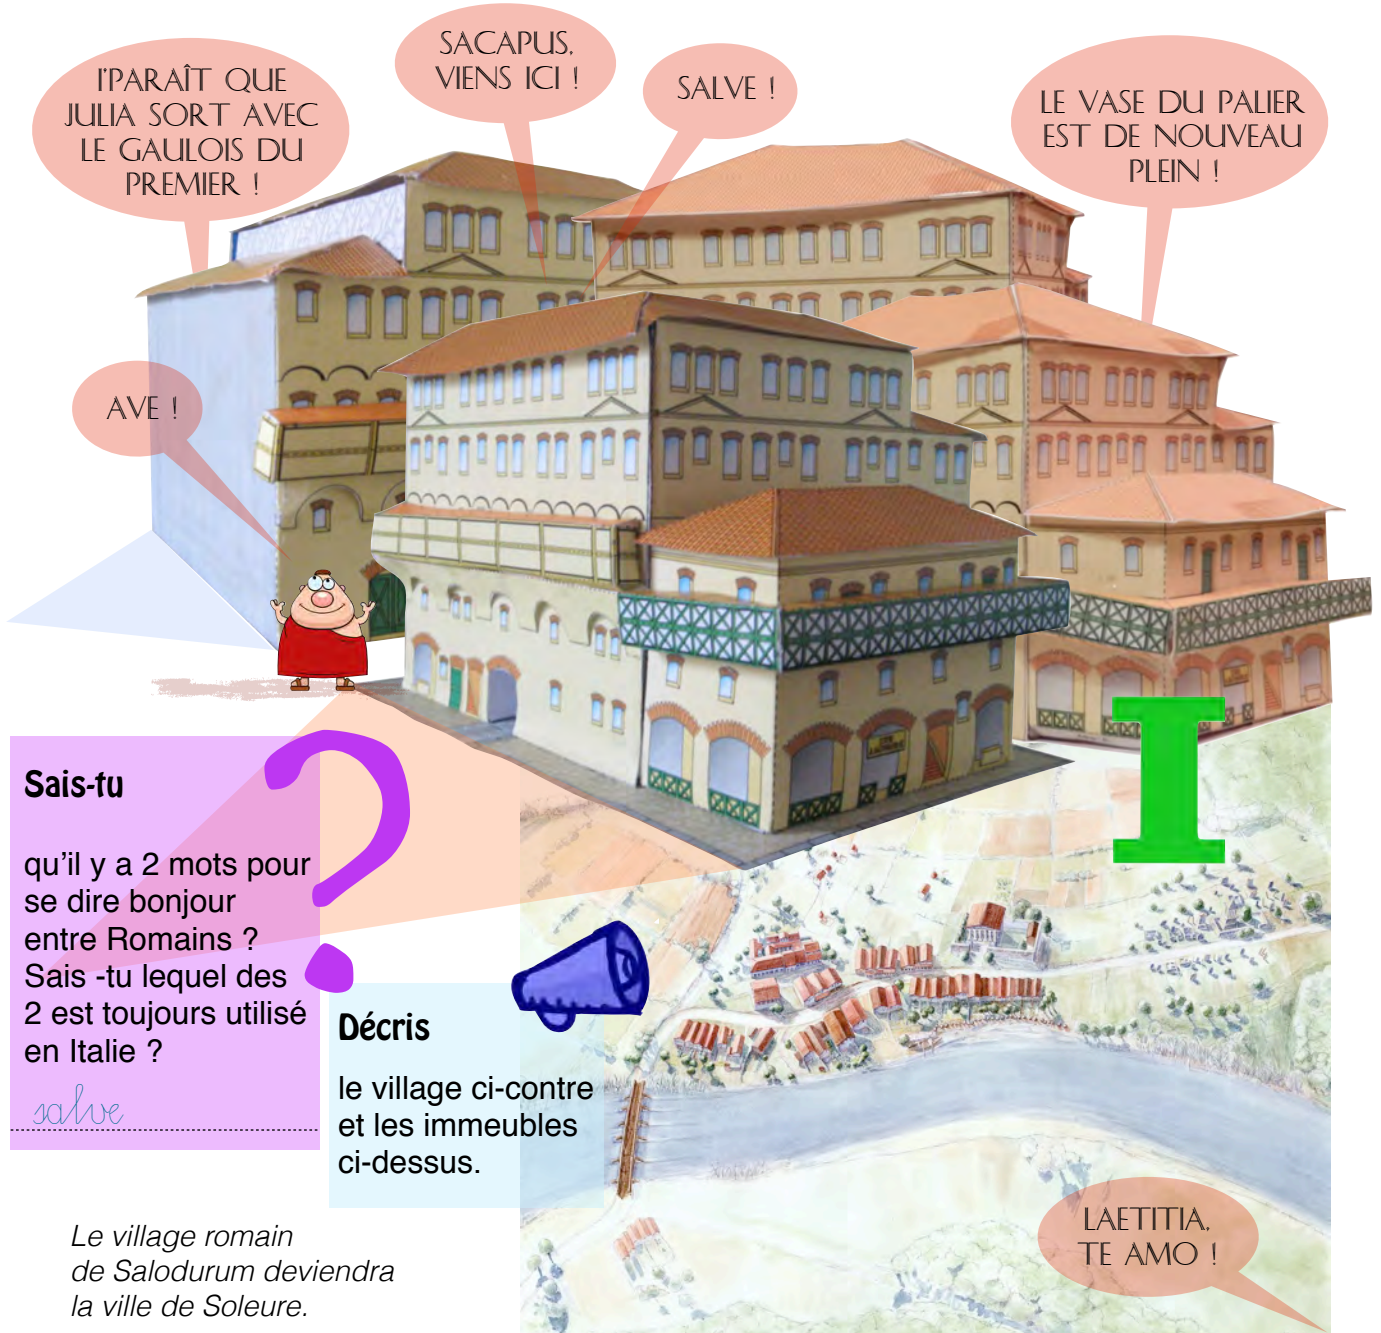 I'PARAÎT QUE
JULIA SORT AVEC
LE GAULOIS DU
PREMIER !
SACAPUS,
VIENS ICI !
SALVE !
LE VASE DU PALIER
EST DE NOUVEAU
PLEIN !
AVE !
I
Sais-tu
?
qu'il y a 2 mots pour
se dire bonjour
entre Romains ?
Sais -tu lequel des
2 est toujours utilisé
en Italie ?
salve
Décris
le village ci-contre
et les immeubles
ci-dessus.
Le village romain
de Salodurum deviendra
la ville de Soleure.
LAETITIA,
TE AMO !